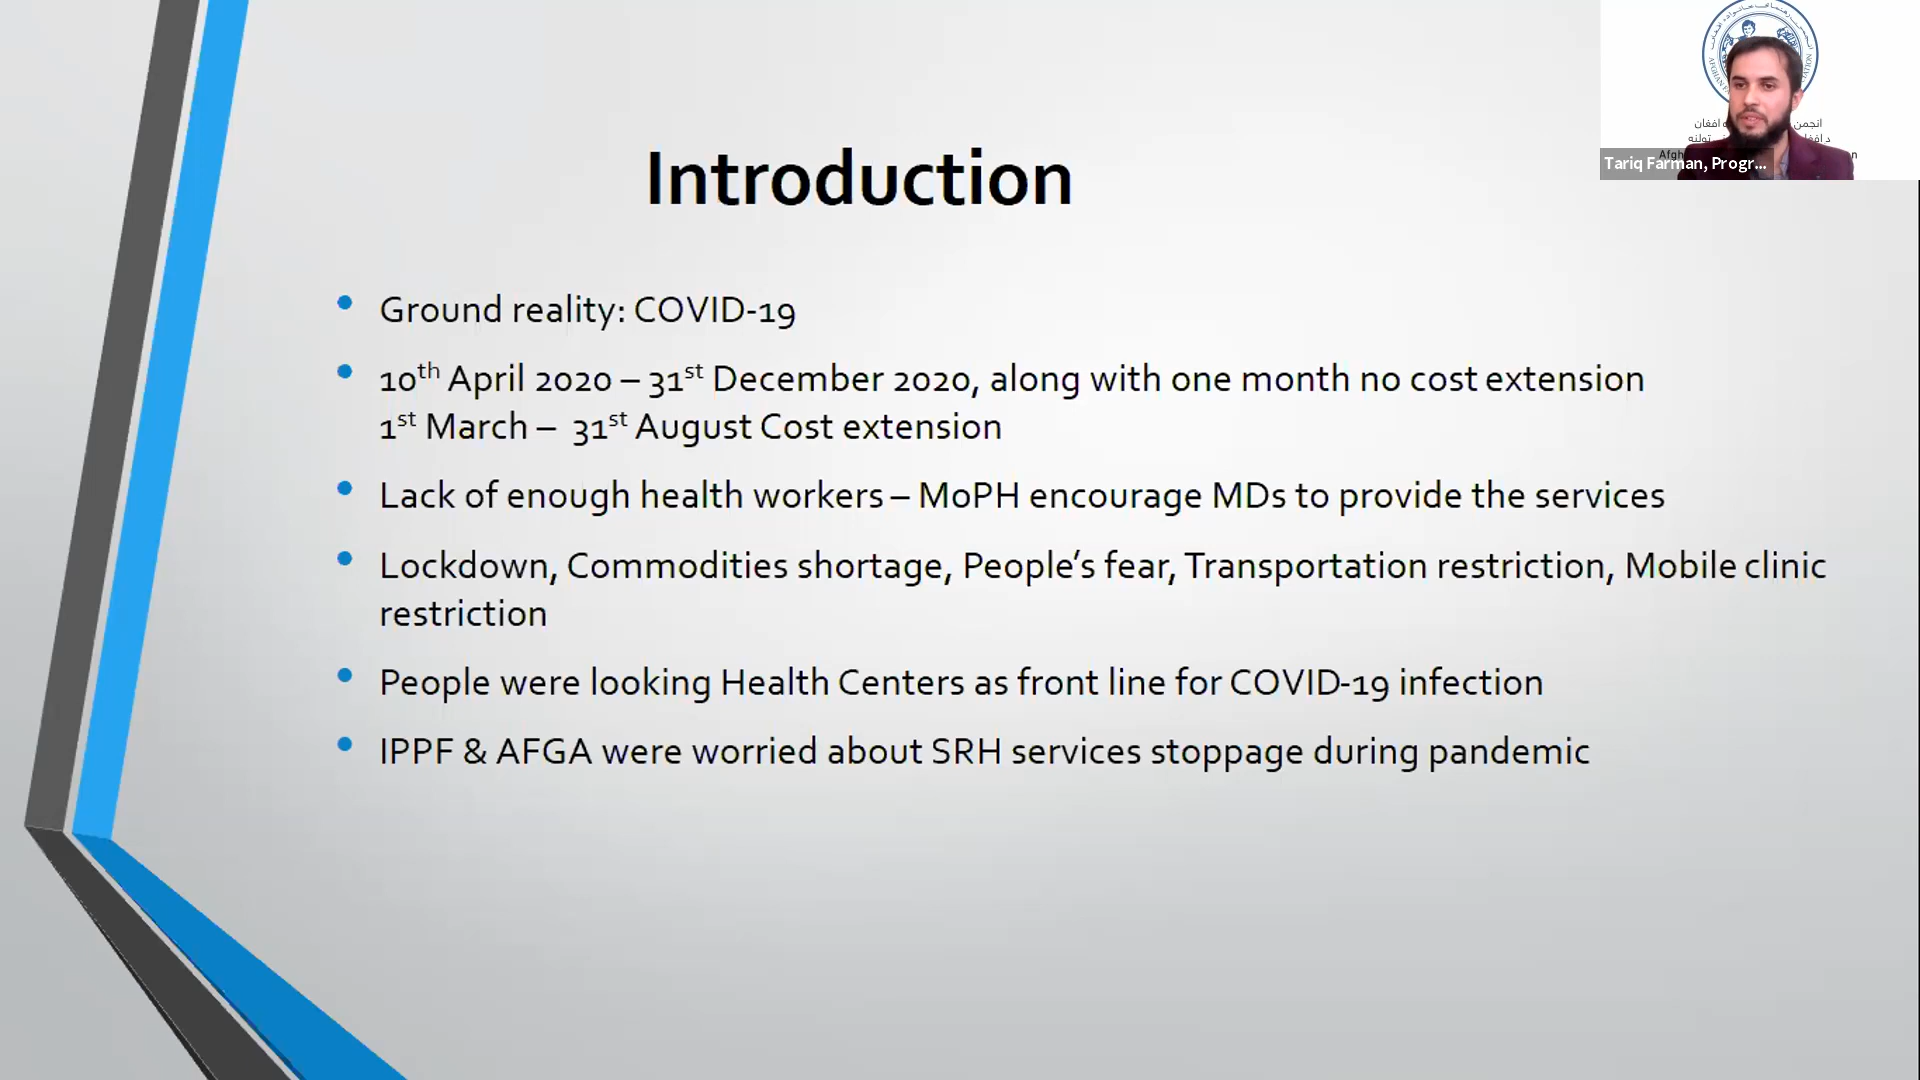 Introduction
Ground reality: COVID-19
10th April 2020 – 31st December 2020, along with one month no cost extension
1st March – 31st August Cost extension
Lack of enough health workers – MoPH encourage MDs to provide the services
Lockdown, Commodities shortage, People’s fear, Transportation restriction, Mobile clinic
restriction
People were looking Health Centers as front line for COVID-19 infection
IPPF & AFGA were worried about SRH services stoppage during pandemic
انجمن افغان
تولنه
Tariq Farman, Progr...